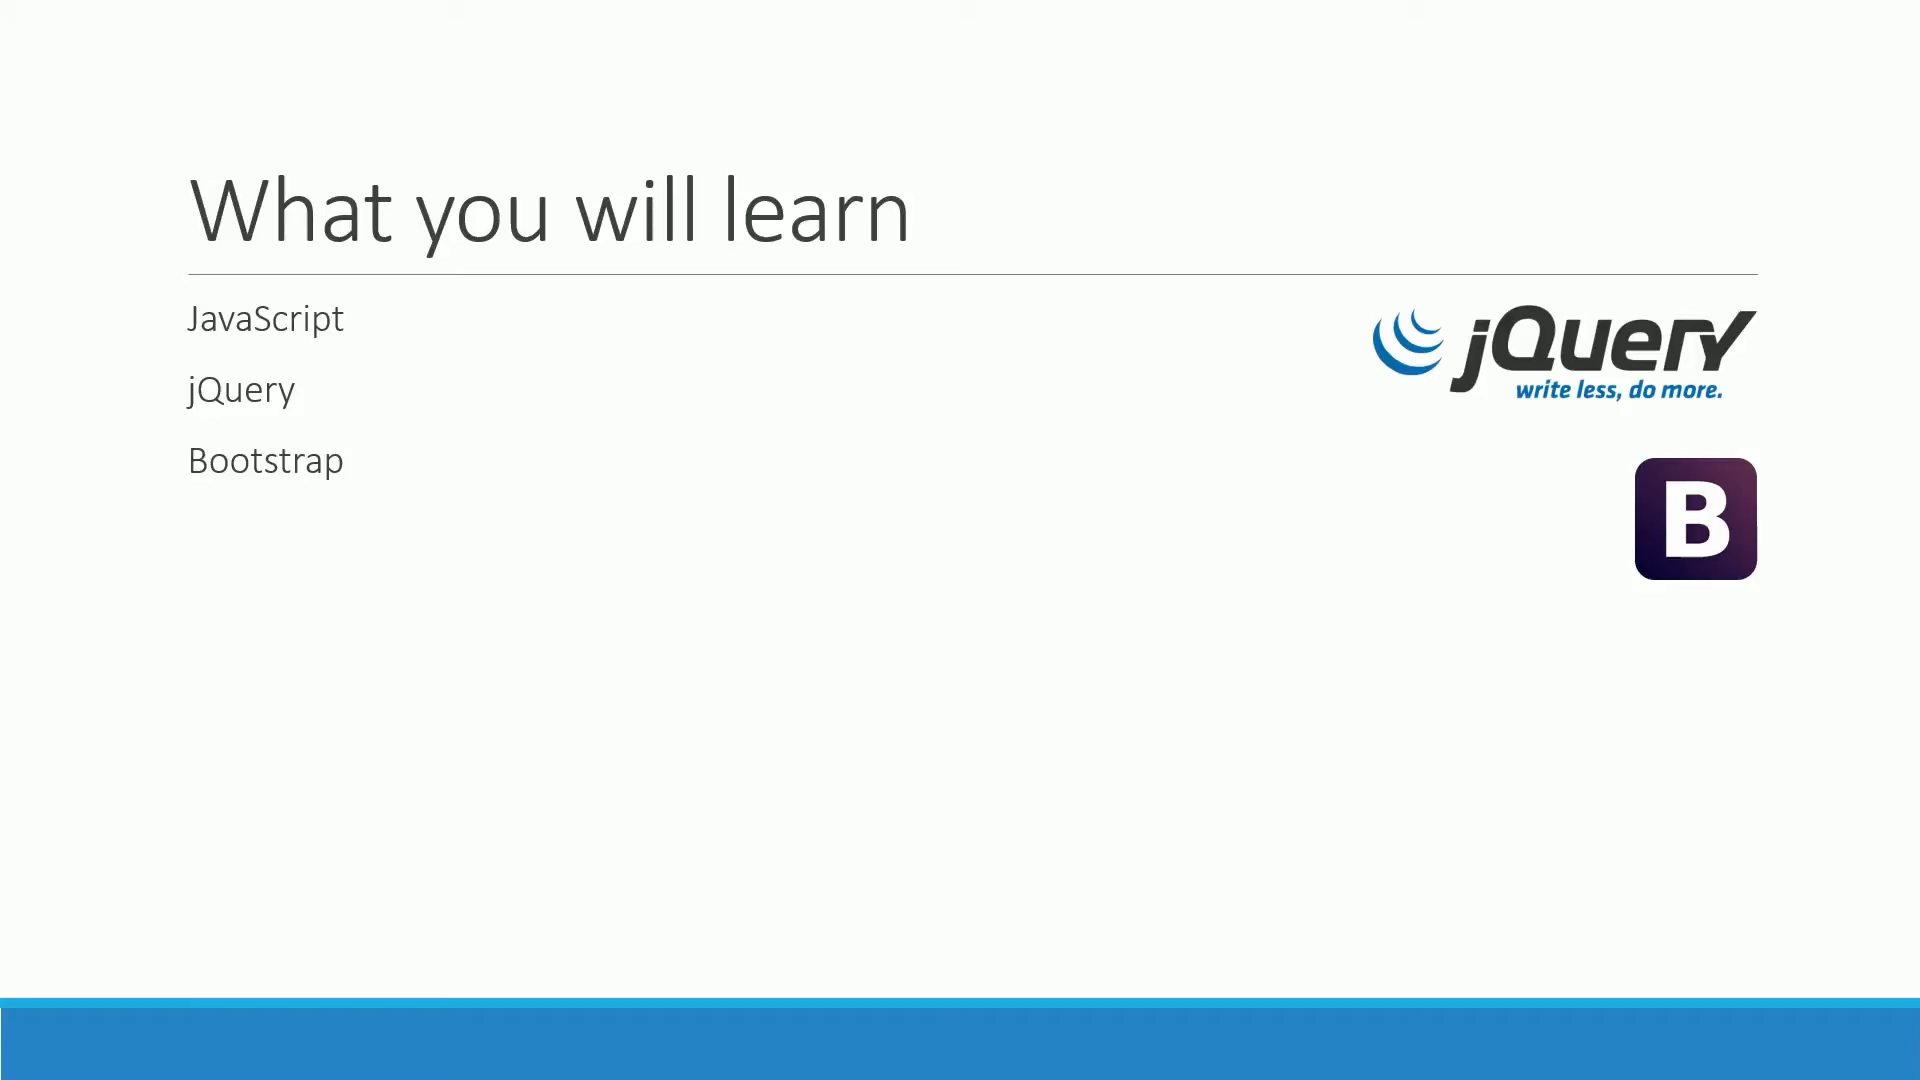 What you will learn
JavaScript
jQuery
Bootstrap
jQuery
write less, do more.
B